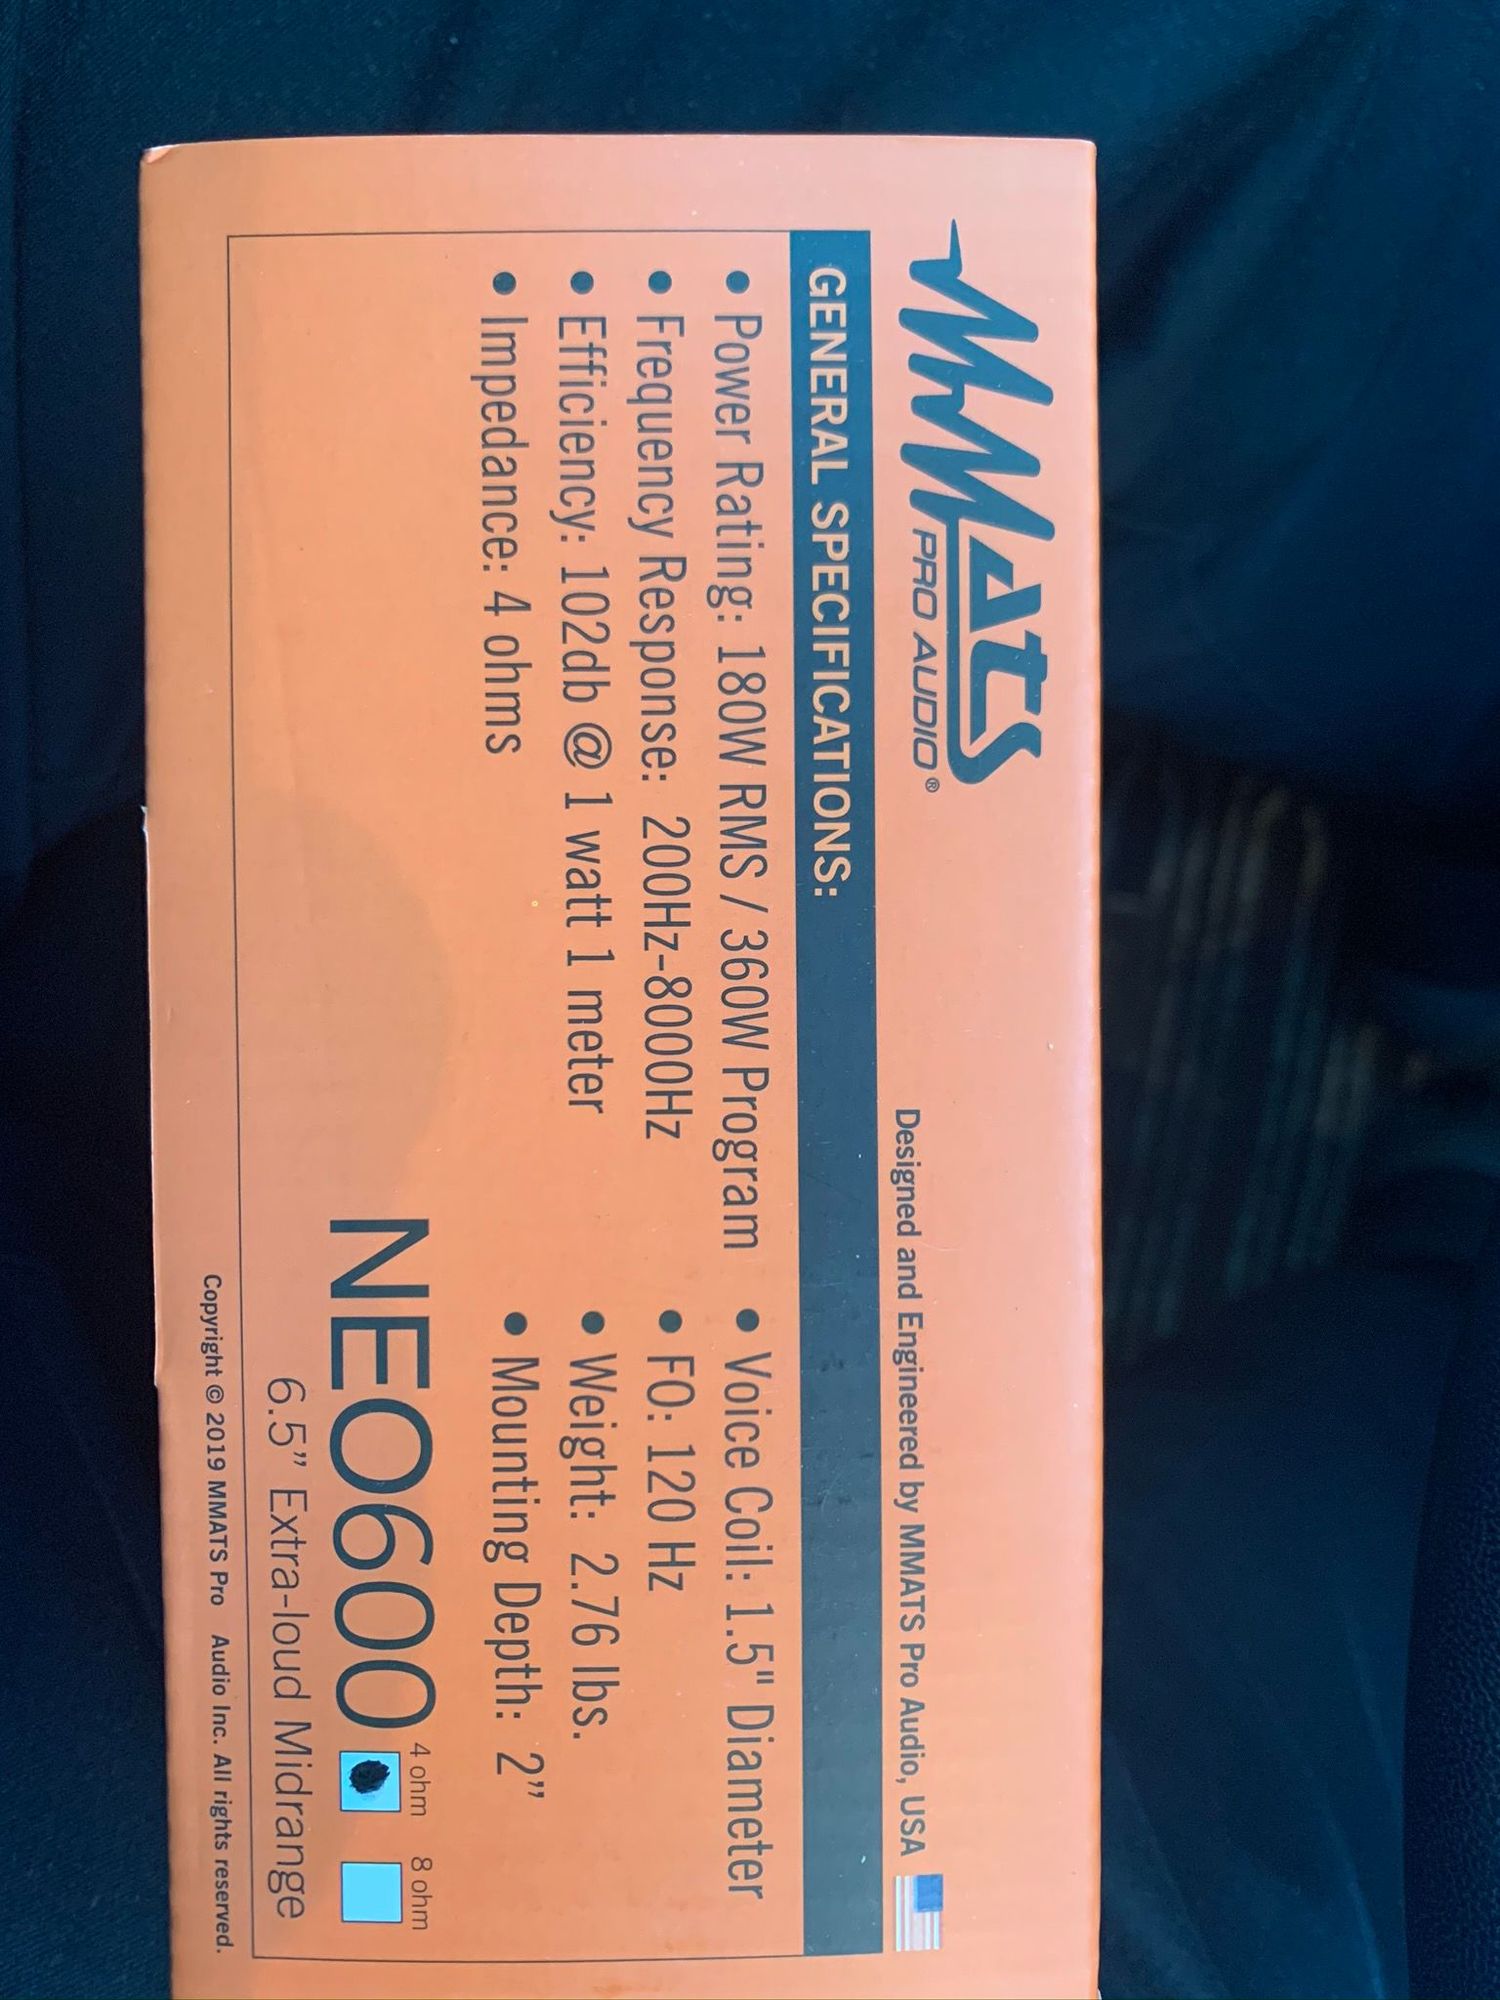 MMATS
PRO AUDIO®
Designed and Engineered by MMATS Pro Audio, USA
GENERAL SPECIFICATIONS:
• Power Rating: 180W RMS / 360W Program
• Frequency Response: 200Hz-8000Hz
• Efficiency: 102db @ 1 watt 1 meter
• Impedance: 4 ohms
• Voice Coil: 1.5" Diameter
• FO: 120 Hz
• Weight: 2.76 lbs.
• Mounting Depth: 2”
NEO600
4 ohm
8 ohm
6.5” Extra-loud Midrange
Copyright © 2019 MMATS Pro Audio Inc. All rights reserved.